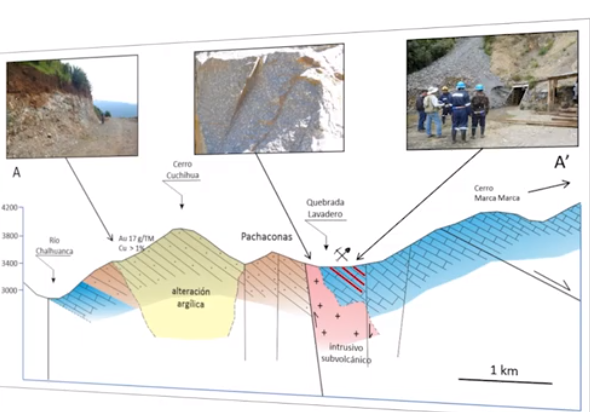 A
A'
Cerro
Cuchihua
Cerro
Marca Marca
Quebrada
Lavadero
4200
3800
3400
3000
Río
Chalhuanca
Au 17 g/TM
Cu > 1%
Pachaconas
alteración
argílica
intrusivo
subvolcánico
1 km